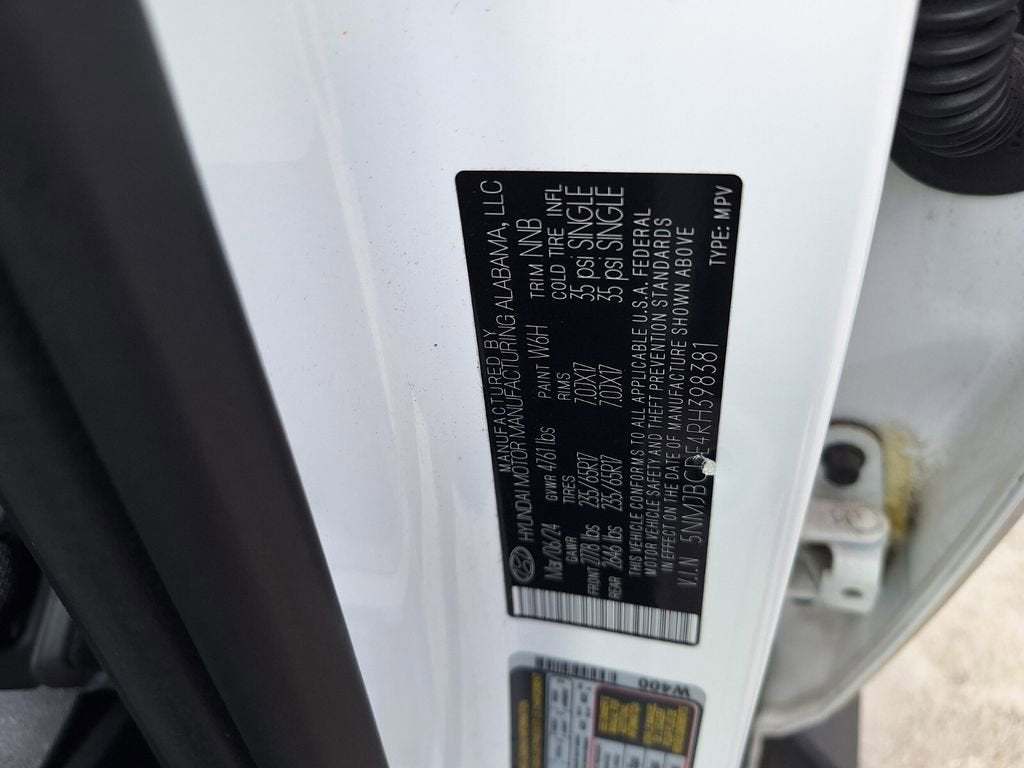 MANUFACTURED BY
HYUNDAI MOTOR MANUFACTURING ALABAMA, LLC
Mar/06/24 GVWR 4761 lbs PAINT W6H TRIM NNB
GAWR TIRES RIMS COLD TIRE INFL
FRONT 2778 lbs 235/65R17 7.0JX17 35 psi SINGLE
REAR 2646 lbs 235/65R17 7.0JX17 35 psi SINGLE
THIS VEHICLE CONFORMS TO ALL APPLICABLE U.S.A. FEDERAL
MOTOR VEHICLE SAFETY AND THEFT PREVENTION STANDARDS
IN EFFECT ON THE DATE OF MANUFACTURE SHOWN ABOVE
V.I.N
TYPE: MPV
W400